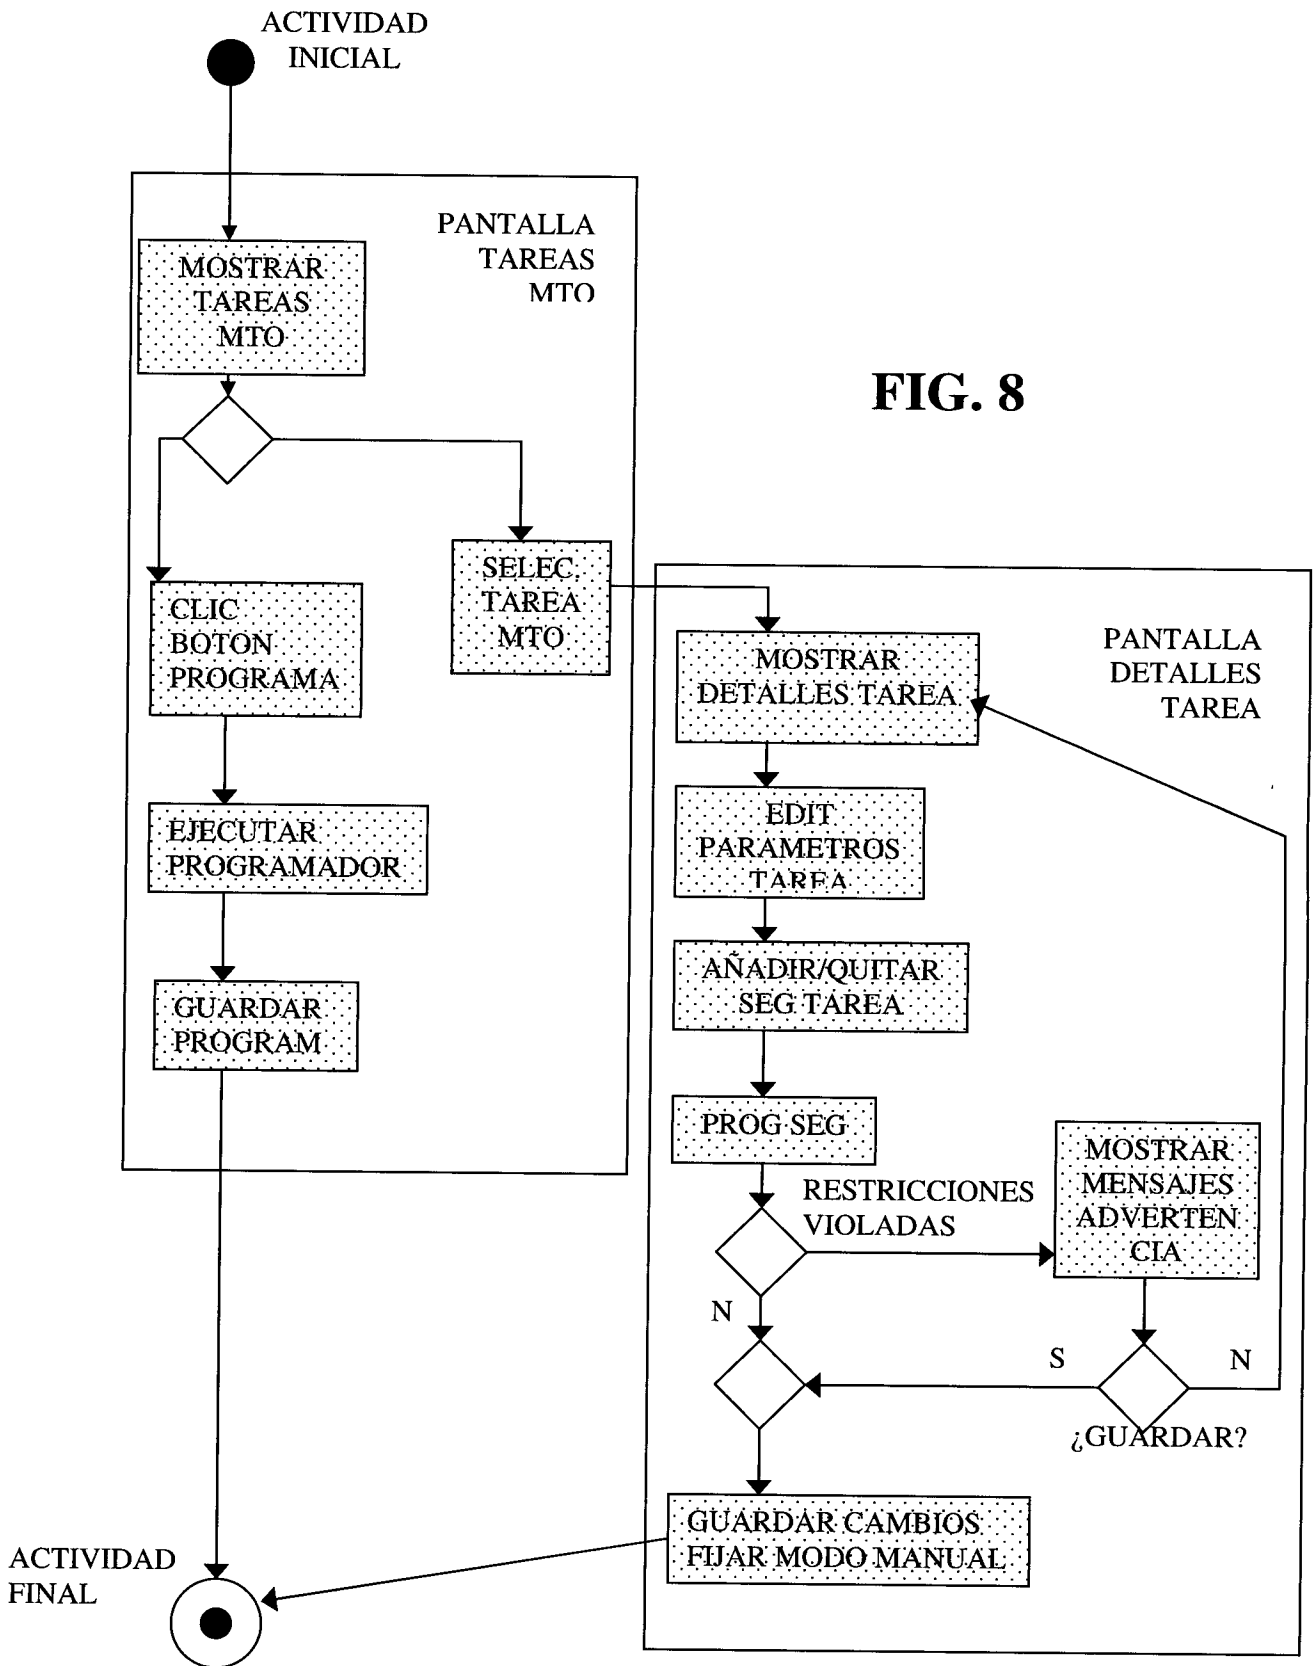 ACTIVIDAD
INICIAL
PANTALLA
TAREAS
MTO
MOSTRAR
TAREAS
MTO
FIG. 8
SELEC.
TAREA
MTO
CLIC
BOTON
PROGRAMA
EJECUTAR
PROGRAMADOR
GUARDAR
PROGRAM
PANTALLA
DETALLES
TAREA
MOSTRAR
DETALLES TAREA
EDIT
PARAMETROS
TAREA
AÑADIR/QUITAR
SEG TAREA
PROG SEG
RESTRICCIONES
VIOLADAS
MOSTRAR
MENSAJES
ADVERTEN
CIA
N
S
N
¿GUARDAR?
GUARDAR CAMBIOS
FIJAR MODO MANUAL
ACTIVIDAD
FINAL